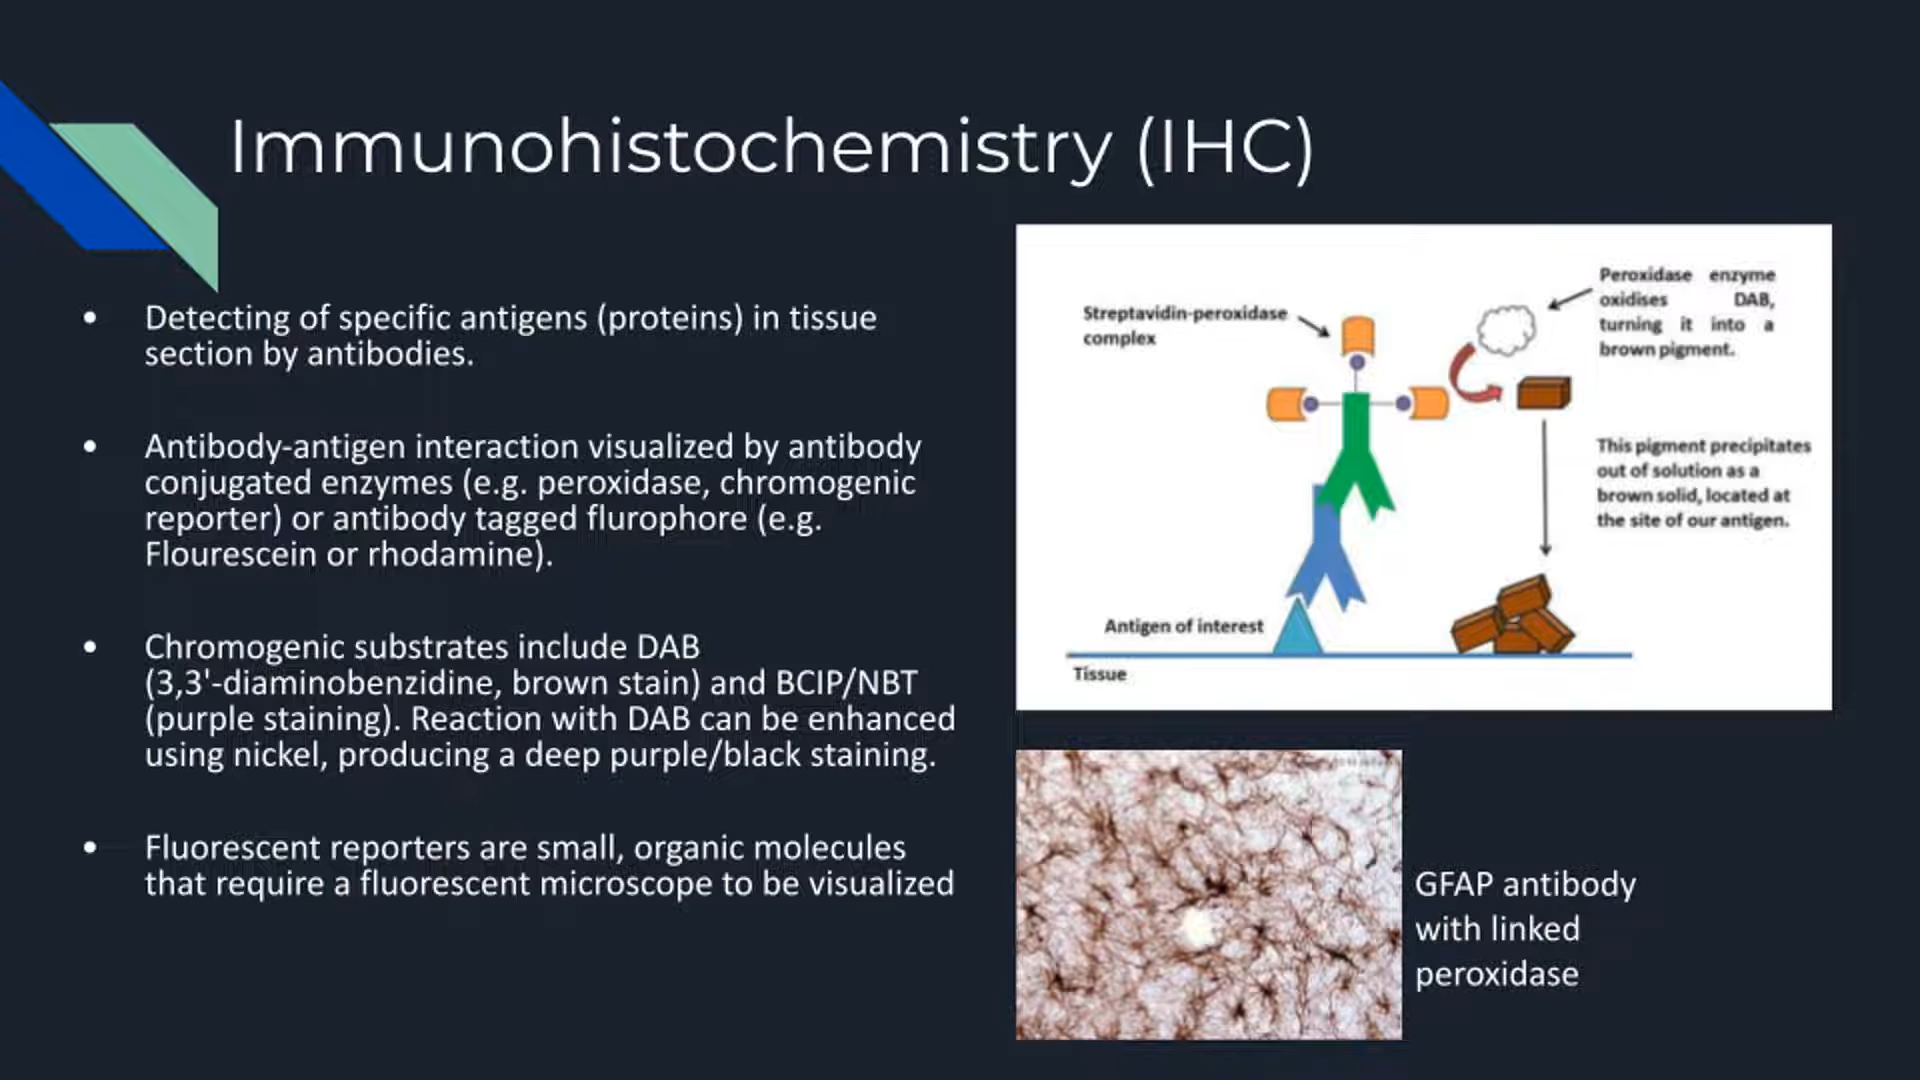 Immunohistochemistry (IHC)
• Detecting of specific antigens (proteins) in tissue
section by antibodies.
• Antibody-antigen interaction visualized by antibody
conjugated enzymes (e.g. peroxidase, chromogenic
reporter) or antibody tagged flurophore (e.g.
Flourescein or rhodamine).
• Chromogenic substrates include DAB
(3,3'-diaminobenzidine, brown stain) and BCIP/NBT
(purple staining). Reaction with DAB can be enhanced
using nickel, producing a deep purple/black staining.
• Fluorescent reporters are small, organic molecules
that require a fluorescent microscope to be visualized
Streptavidin-peroxidase
complex
Peroxidase enzyme
oxidises DAB,
turning it into a
brown pigment.
This pigment precipitates
out of solution as a
brown solid, located at
the site of our antigen.
Antigen of interest
Tissue
GFAP antibody
with linked
peroxidase